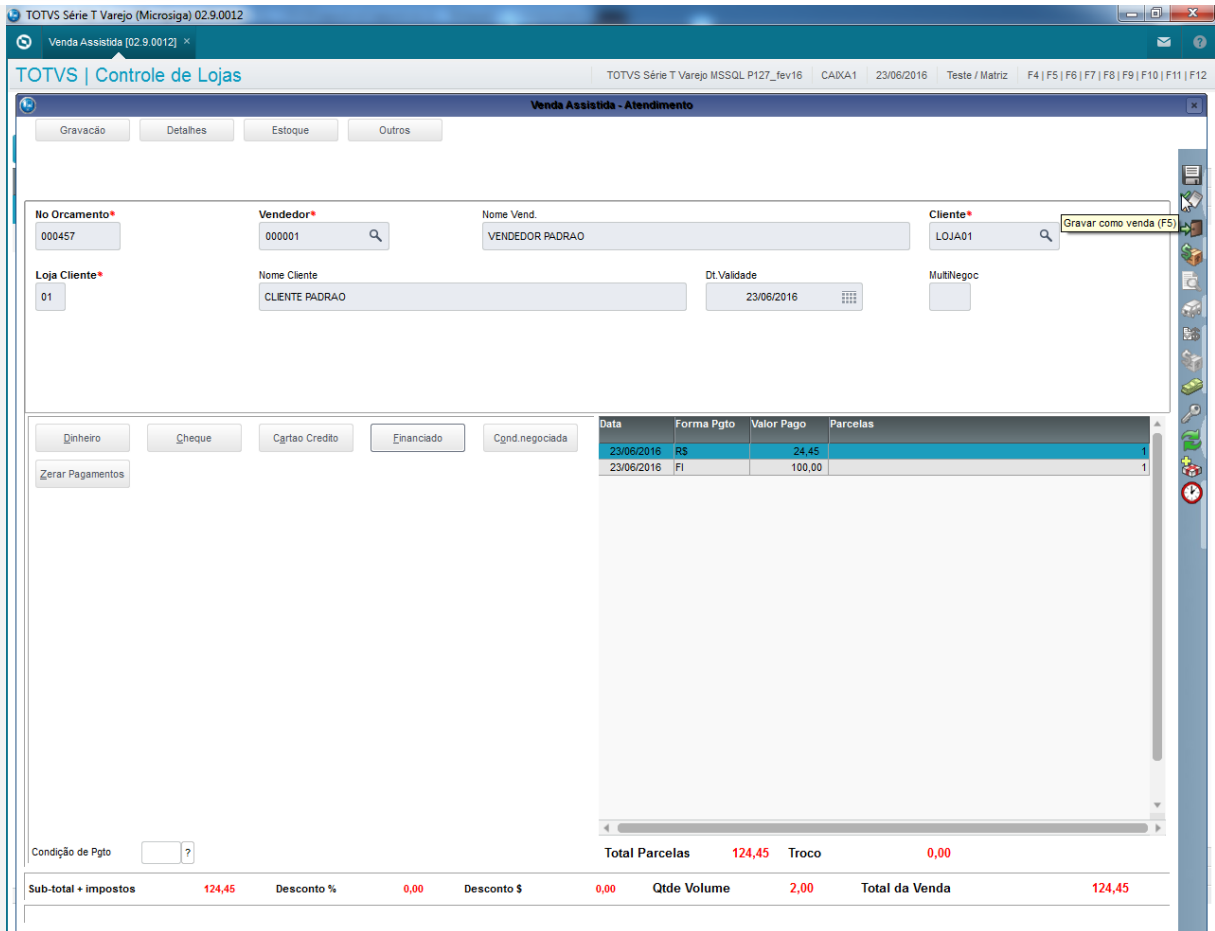 TOTVS Série T Varejo (Microsiga) 02.9.0012
Venda Assistida [02.9.0012] ×
TOTVS | Controle de Lojas
TOTVS Série T Varejo MSSQL P127_fev16 CAIXA1 23/06/2016 Teste / Matriz F4 | F5 | F6 | F7 | F8 | F9 | F10 | F11 | F12
Venda Assistida - Atendimento
Gravacão Detalhes Estoque Outros
No Orcamento* Vendedor* Nome Vend. Cliente*
000457 000001 VENDEDOR PADRAO LOJA01
Gravar como venda (F5)
Loja Cliente* Nome Cliente Dt.Validade MultiNegoc
01 CLIENTE PADRAO 23/06/2016
Dinheiro Cheque Cartao Credito Financiado Cond.negociada
Zerar Pagamentos
Data Forma Pgto Valor Pago Parcelas
23/06/2016 R$ 24,45 1
23/06/2016 FI 100,00 1
Condição de Pgto ?
Total Parcelas 124,45 Troco 0,00
Sub-total + impostos 124,45 Desconto % 0,00 Desconto $ 0,00 Qtde Volume 2,00 Total da Venda 124,45